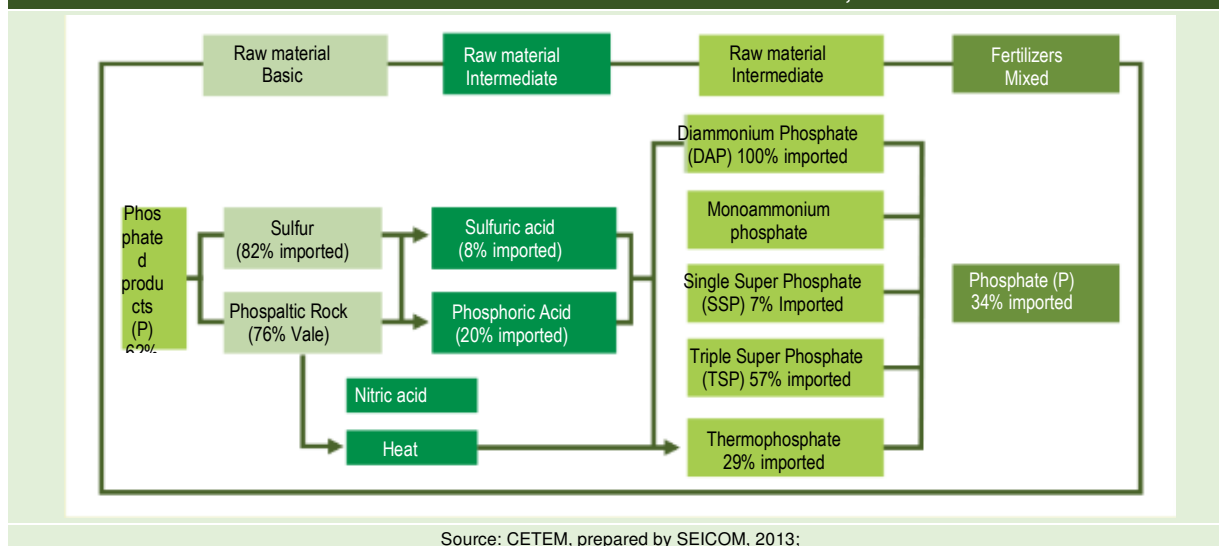 Raw material
Basic
Raw material
Intermediate
Raw material
Intermediate
Fertilizers
Mixed
Phos
phate
d
produ
cts
(P)
62%
Sulfur
(82% imported)
Phospaltic Rock
(76% Vale)
Sulfuric acid
(8% imported)
Phosphoric Acid
(20% imported)
Nitric acid
Heat
Diammonium Phosphate
(DAP) 100% imported
Monoammonium
phosphate
Single Super Phosphate
(SSP) 7% Imported
Triple Super Phosphate
(TSP) 57% imported
Thermophosphate
29% imported
Phosphate (P)
34% imported
Source: CETEM, prepared by SEICOM, 2013;